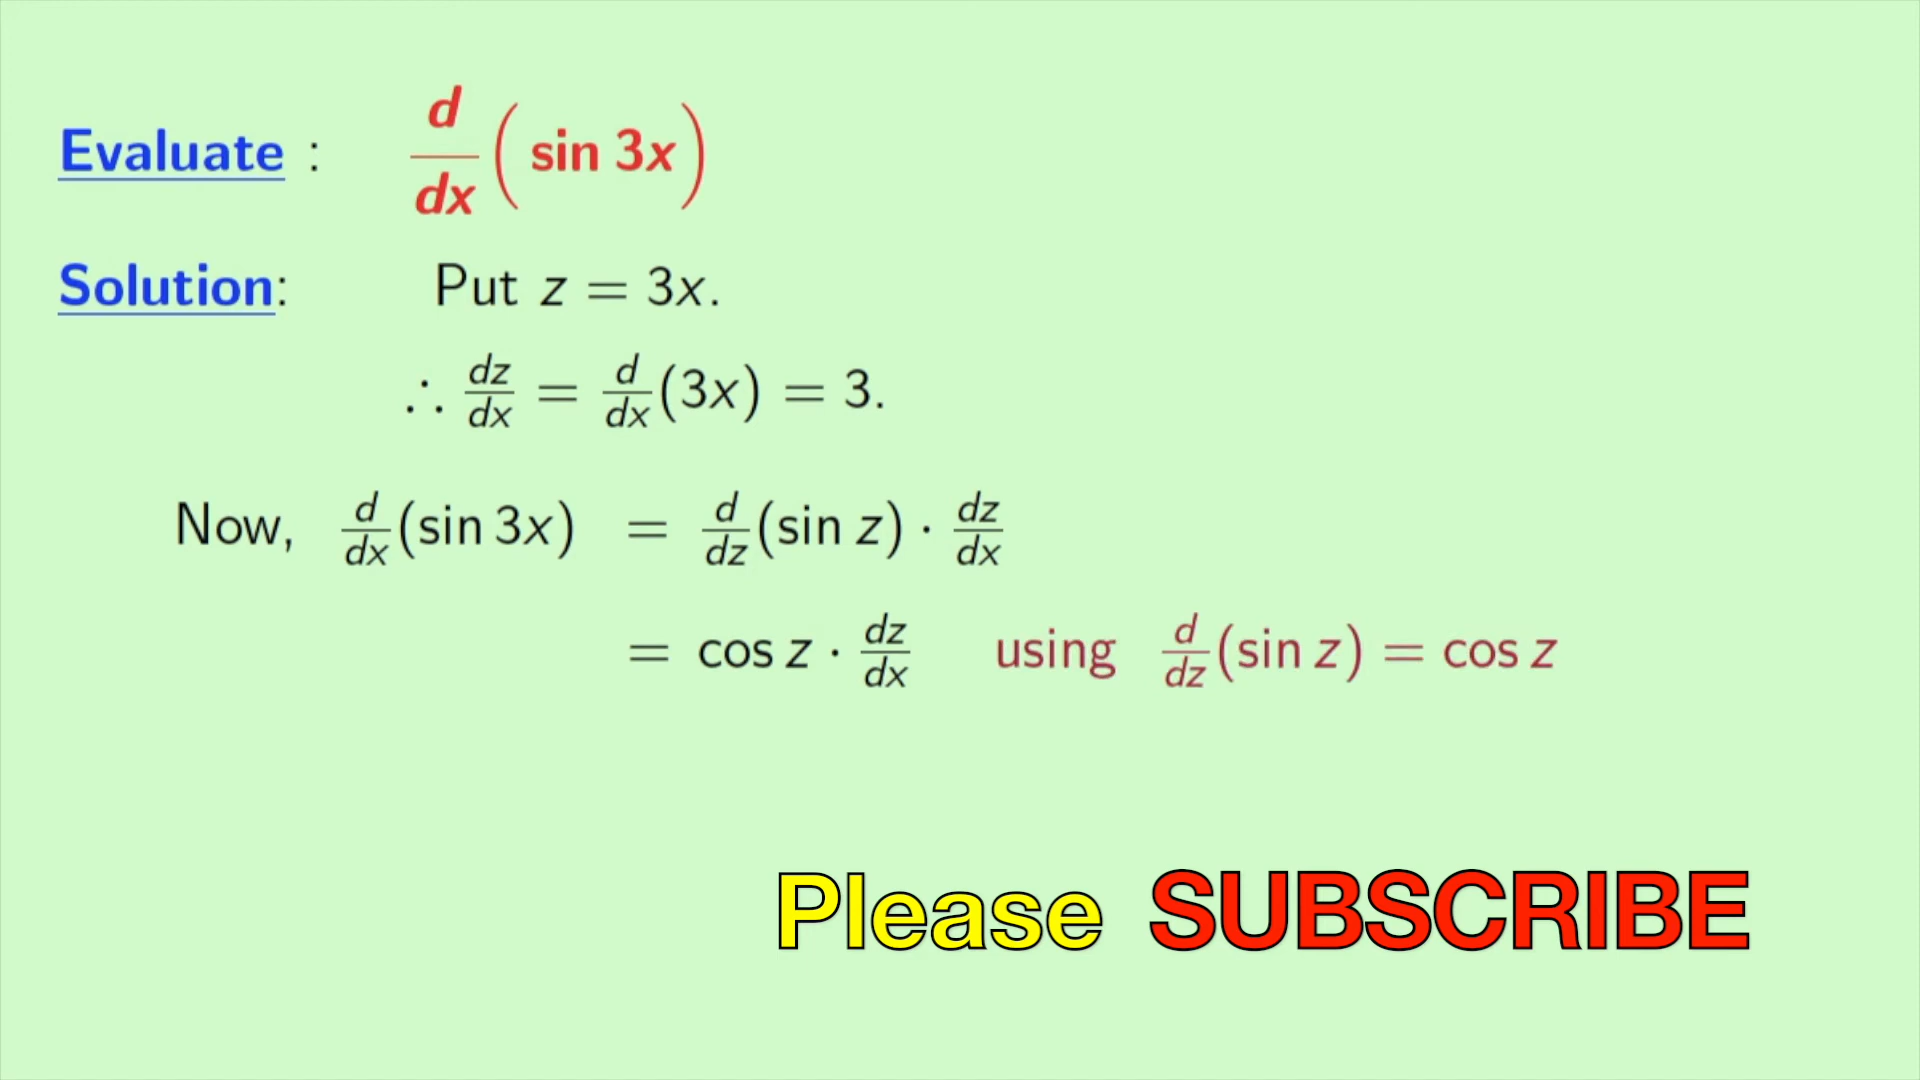 Evaluate : d/dx ( sin 3x )
Solution: Put z = 3x.
∴ dz/dx = d/dx (3x) = 3.
Now, d/dx (sin 3x) = d/dz (sin z) · dz/dx
= cos z · dz/dx using d/dz (sin z) = cos z
Please SUBSCRIBE